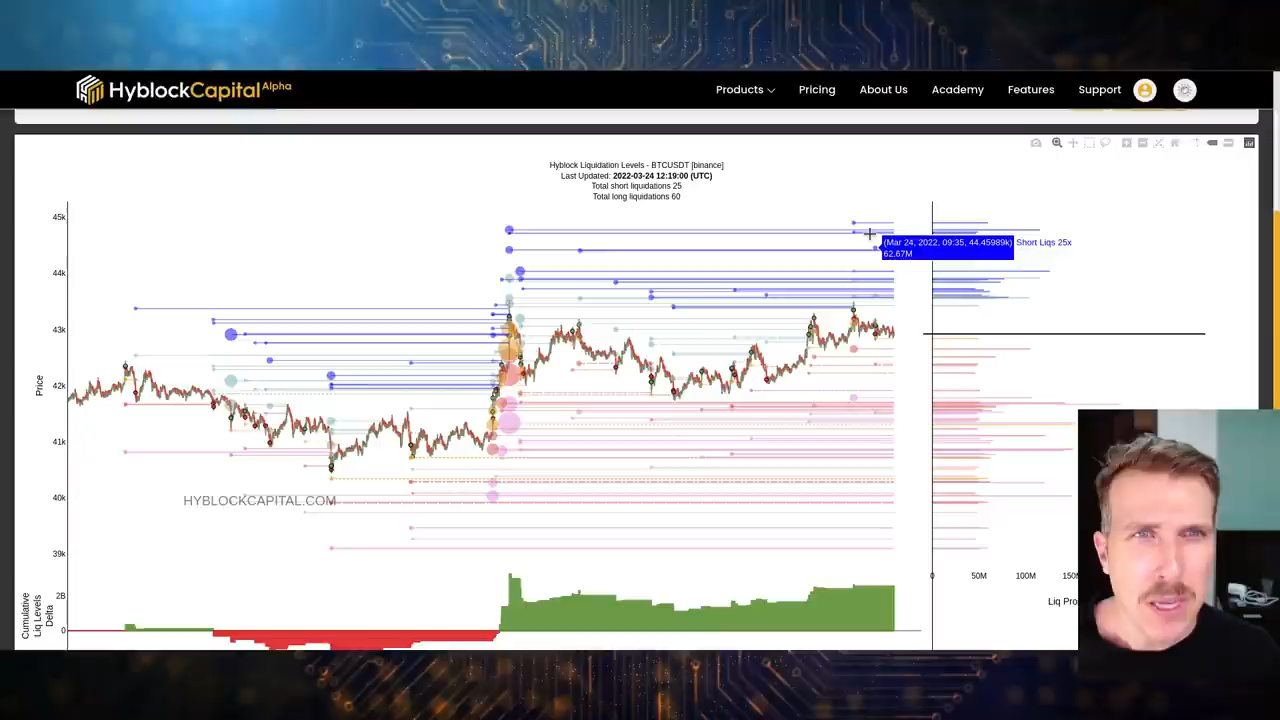 HyblockCapital Alpha
Products
Pricing
About Us
Academy
Features
Support
Hyblock Liquidation Levels - BTCUSDT [binance]
Last Updated: 2022-03-24 12:19:00 (UTC)
Total short liquidations 25
Total long liquidations 60
45k
44k
43k
42k
41k
40k
39k
Price
(Mar 24, 2022, 09:35, 44.45989k)
62.67M
Short Liqs 25x
HYBLOCKCAPITAL.COM
2B
0
Cumulative
Liq Levels
Delta
0
50M
100M
150M
Liq Pro